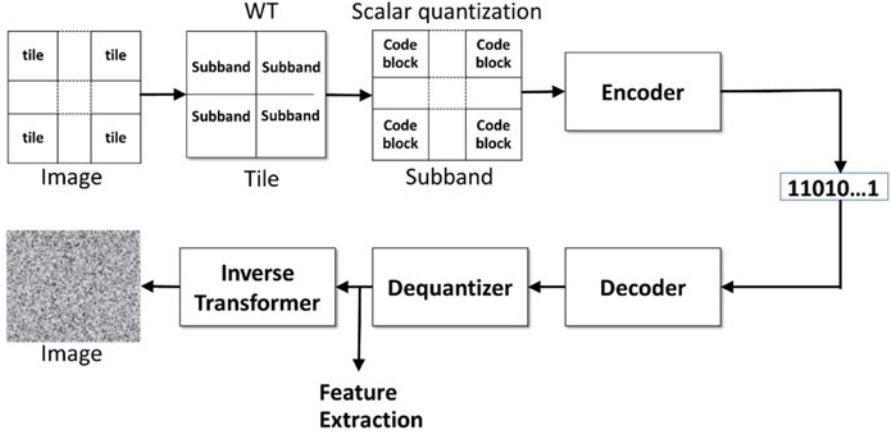 WT
Scalar quantization
tile
tile
tile
tile
Image
Subband
Subband
Subband
Subband
Tile
Code
block
Code
block
Code
block
Code
block
Subband
Encoder
11010...1
Image
Inverse
Transformer
Dequantizer
Decoder
Feature
Extraction